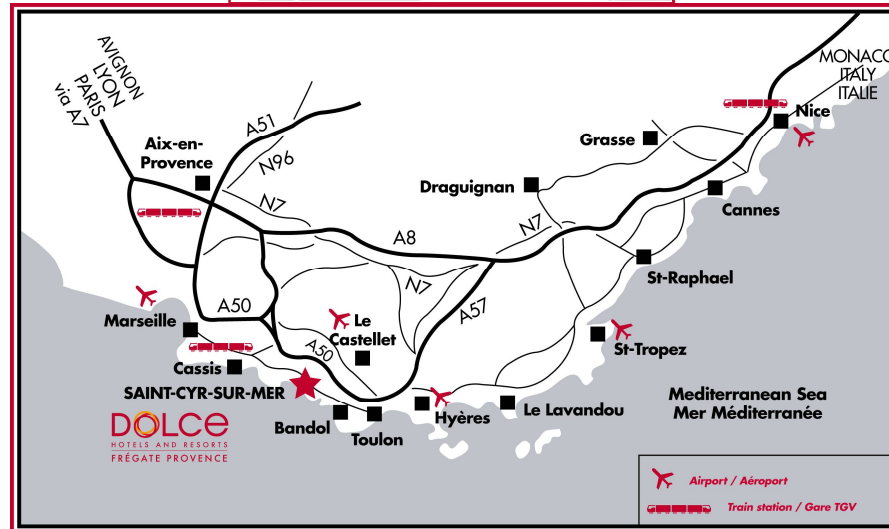 AVIGNON
LYON
PARIS
via A7
MONACO
ITALY
ITALIE
Nice
A51
Aix-en-
Provence
N96
Grasse
Draguignan
N7
Cannes
N7
A8
St-Raphael
N7
A57
A50
Marseille
Le
Castellet
A50
St-Tropez
Cassis
SAINT-CYR-SUR-MER
Mediterranean Sea
Mer Méditerranée
Bandol
Toulon
Hyères
Le Lavandou
DOLCE
HOTELS AND RESORTS
FRÉGATE PROVENCE
Airport / Aéroport
Train station / Gare TGV